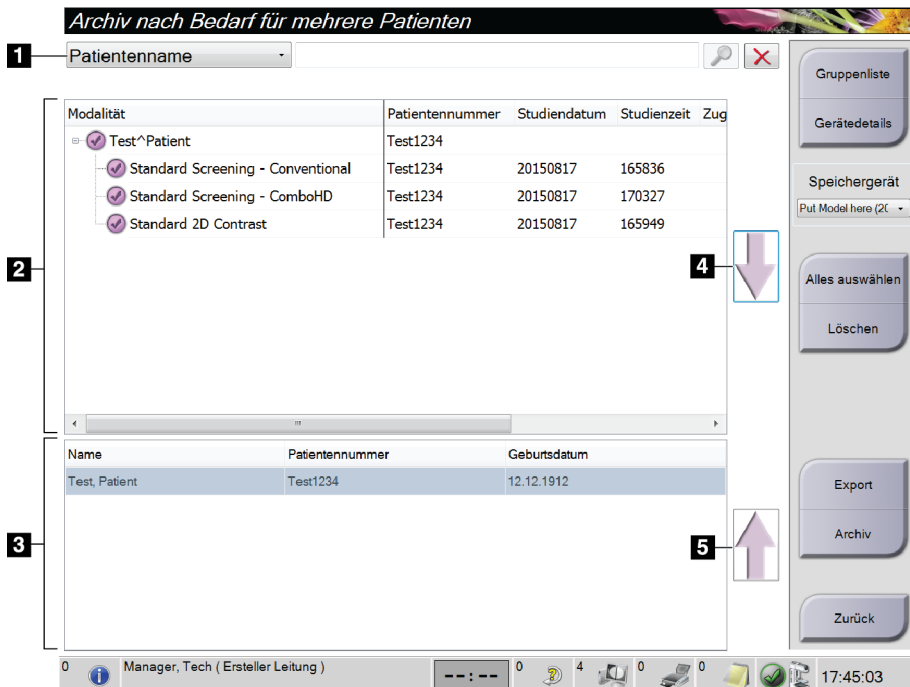 Archiv nach Bedarf für mehrere Patienten
1
Patientenname
Gruppenliste
Gerätedetails
Speichergerät
Put Model here (20
Alles auswählen
Löschen
Export
Archiv
Zurück
2
Modalität Patientennummer Studiendatum Studienzeit Zug
Test^Patient Test1234
Standard Screening - Conventional Test1234 20150817 165836
Standard Screening - ComboHD Test1234 20150817 170327
Standard 2D Contrast Test1234 20150817 165949
4
3
Name Patientennummer Geburtsdatum
Test, Patient Test1234 12.12.1912
5
0 Manager, Tech ( Ersteller Leitung ) --:-- 0 4 0 0 17:45:03